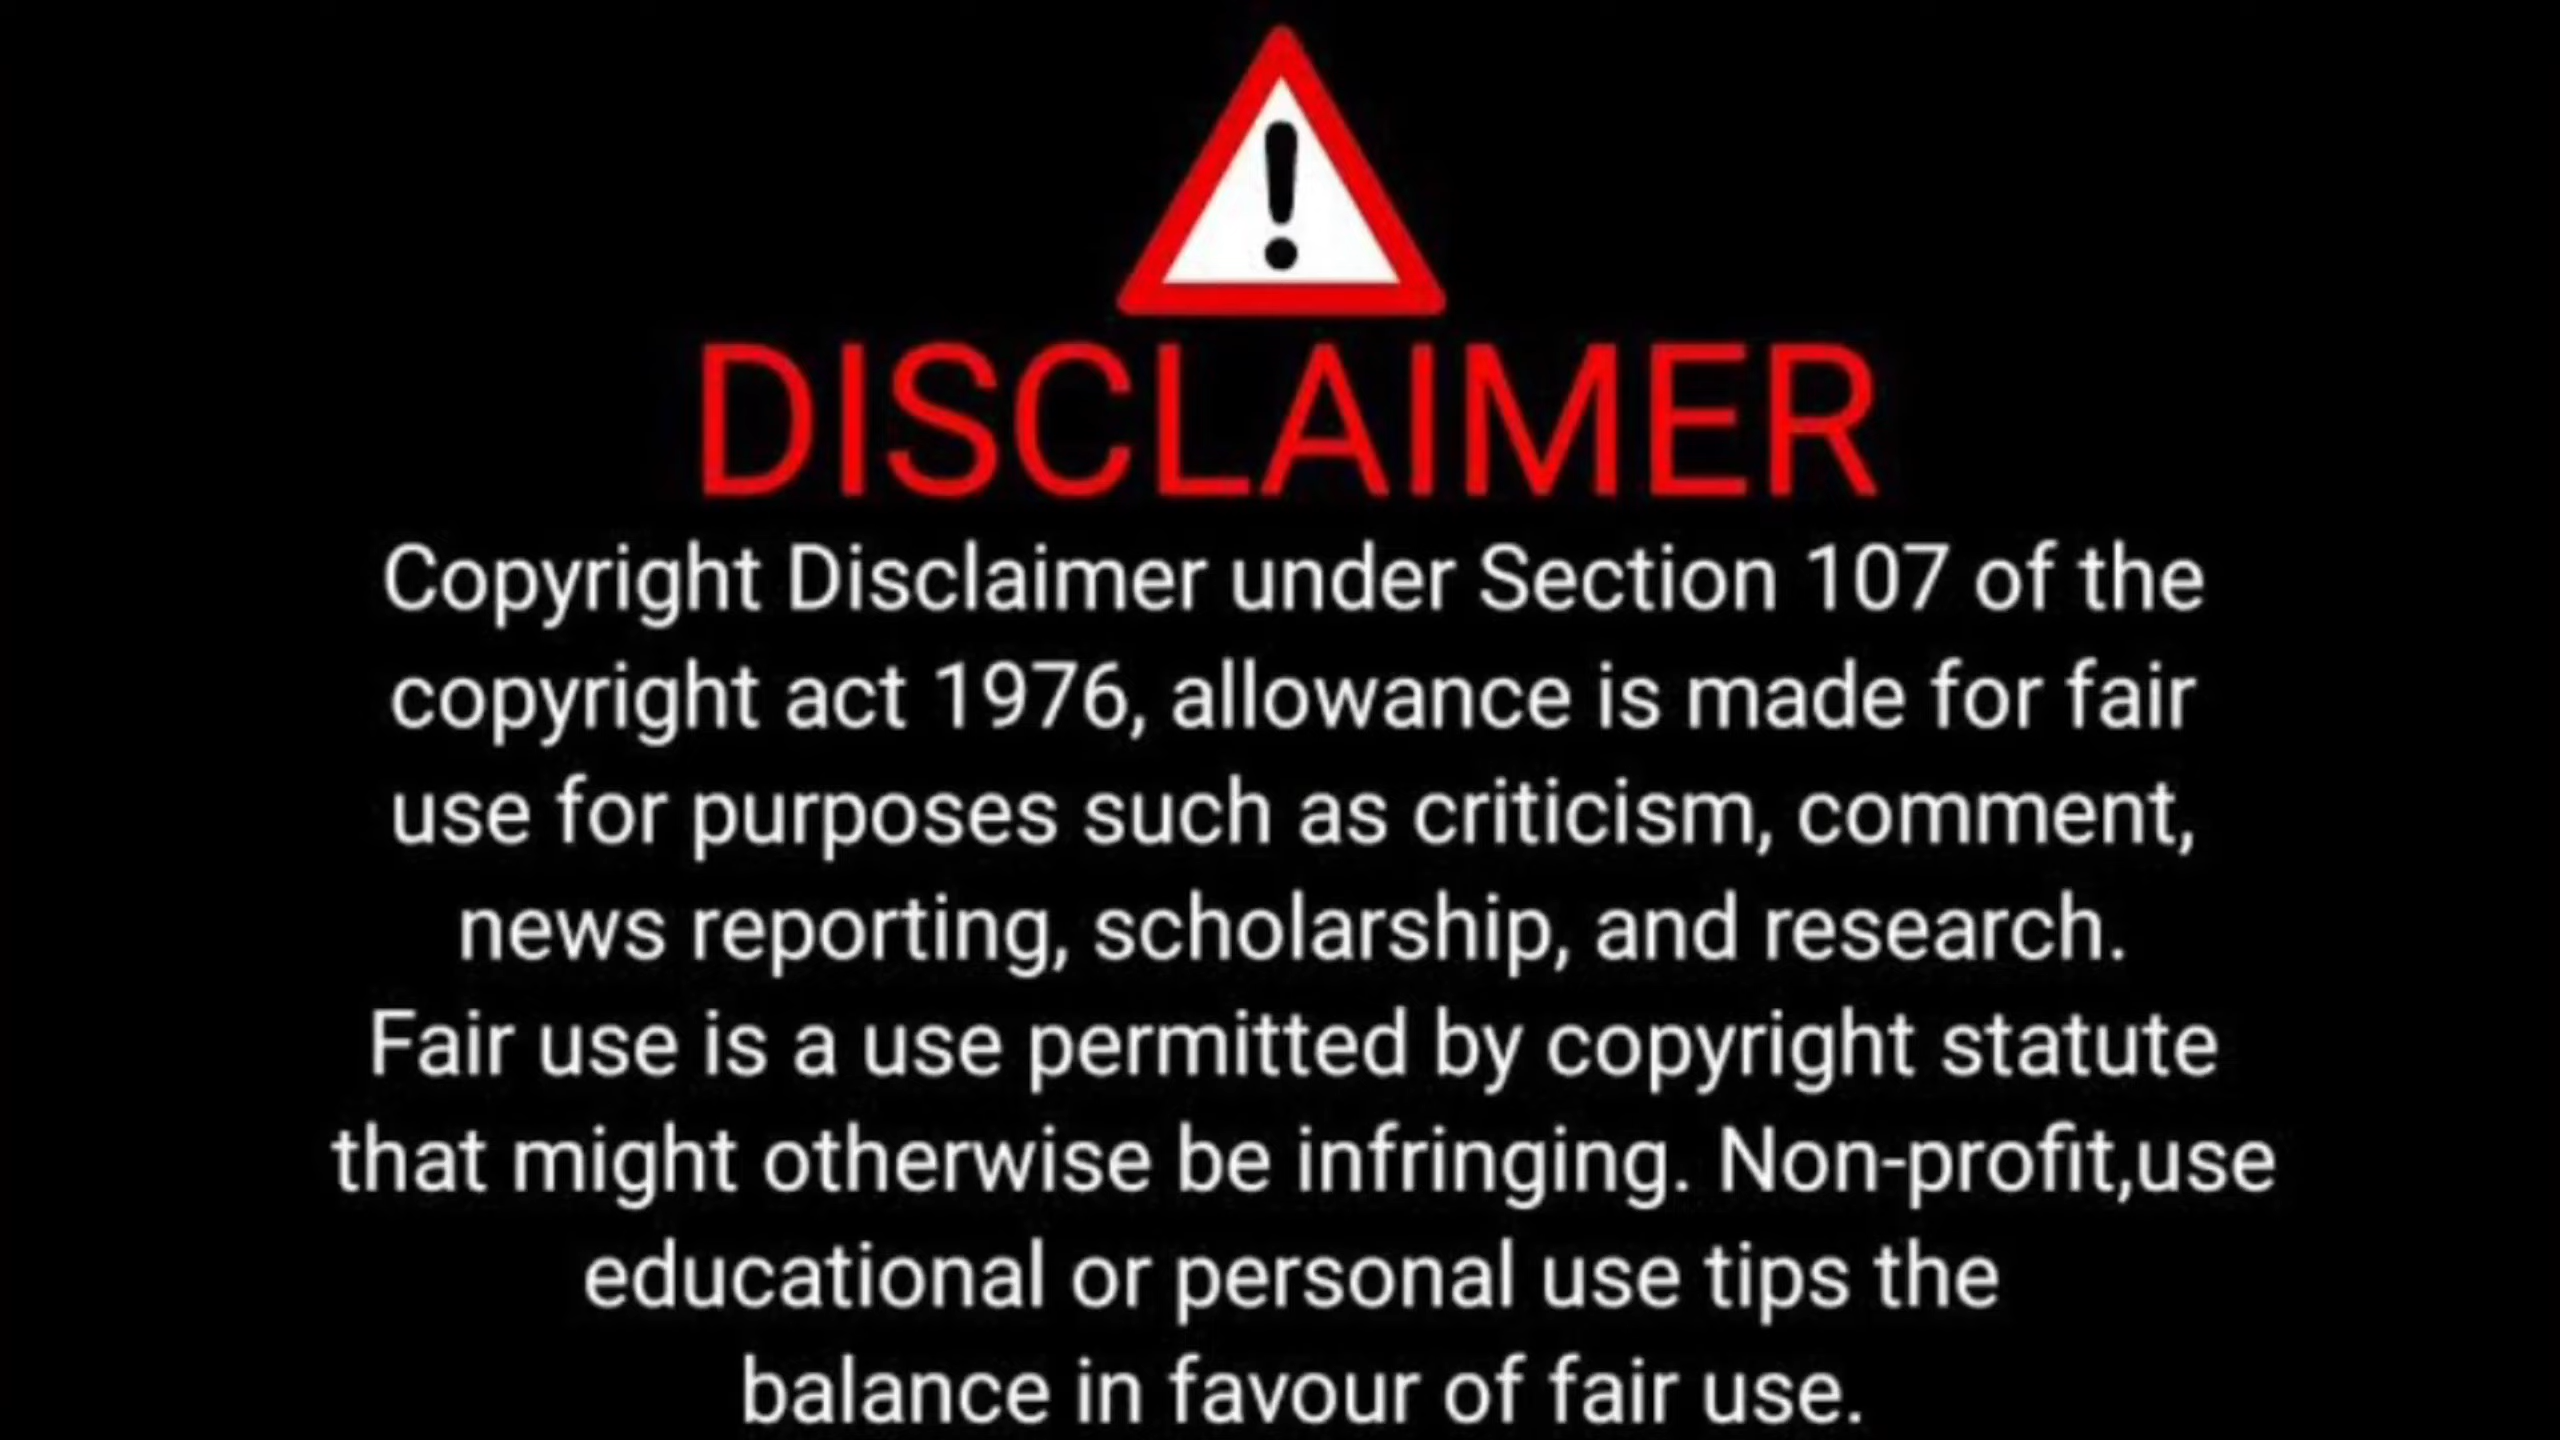 DISCLAIMER
Copyright Disclaimer under Section 107 of the
copyright act 1976, allowance is made for fair
use for purposes such as criticism, comment,
news reporting, scholarship, and research.
Fair use is a use permitted by copyright statute
that might otherwise be infringing. Non-profit,use
educational or personal use tips the
balance in favour of fair use.